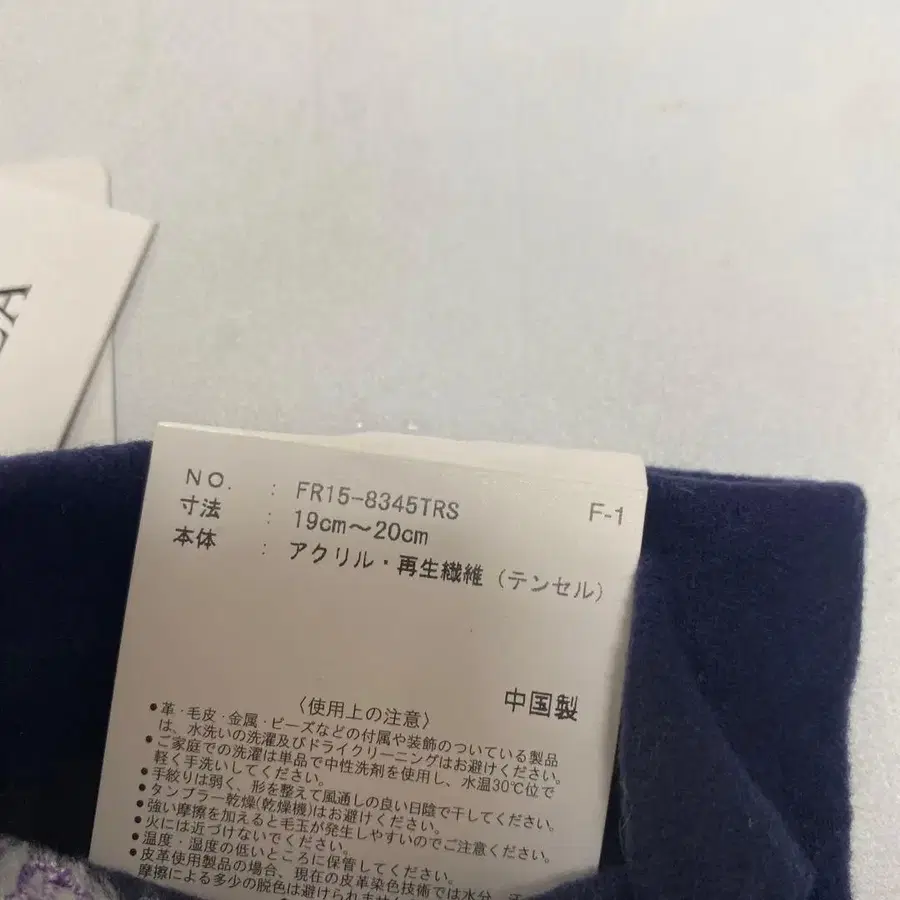 NO. : FR15-8345TRS F-1
寸法 : 19cm〜20cm
本体 : アクリル・再生繊維（テンセル）
中国製
〈使用上の注意〉
●革・毛皮・金属・ビーズなどの付属や装飾のついている製品
は、水洗いの洗濯及びドライクリーニングはお避けください。
●ご家庭での洗濯は単品で中性洗剤を使用し、水温30℃位で
軽く手洗いしてください。
●手絞りは弱く、形を整えて風通しの良い日陰で干してください。
●タンブラー乾燥(乾燥機)はお避けください。
●強い摩擦を加えると毛玉が発生しやすいのでご注意ください。
●火には近づけないでください。
●温度・湿度の低いところに保管してください。
●皮革使用製品の場合、現在の皮革染色技術では水分、
摩擦による多少の脱色は避けられません